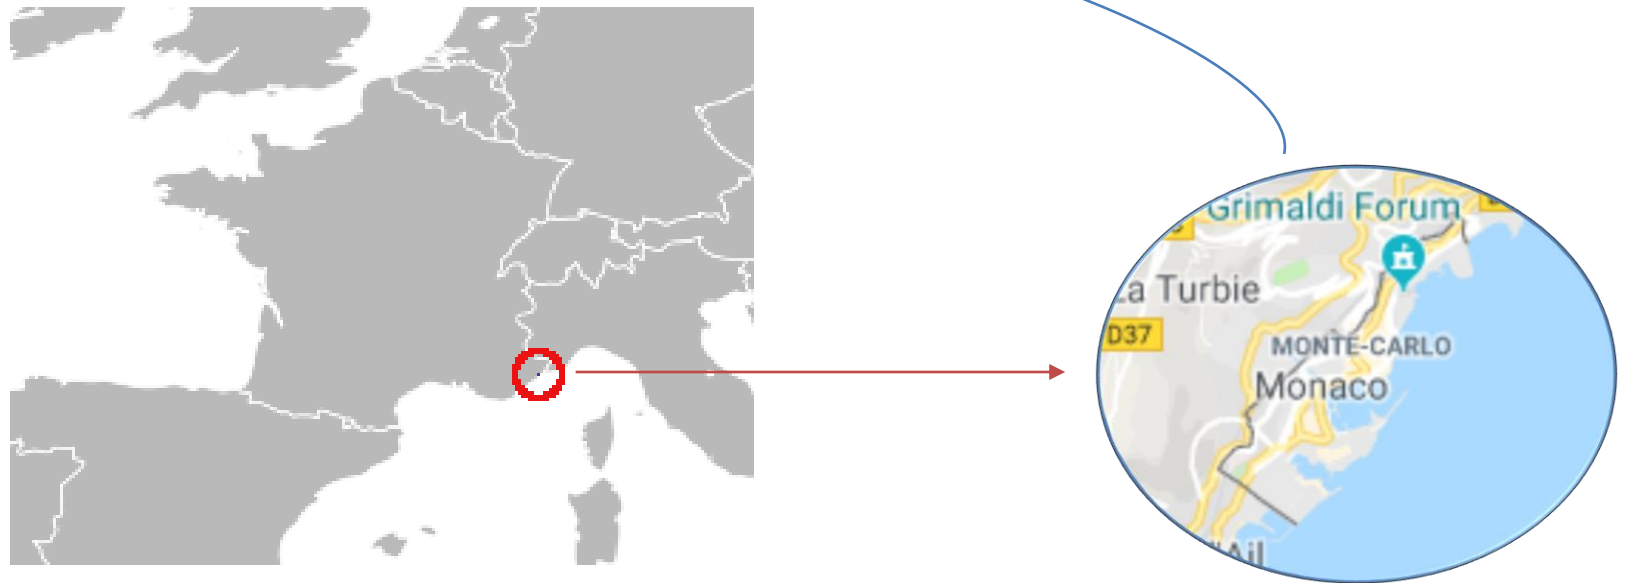 Grimaldi Forum
La Turbie
D37
MONTE-CARLO
Monaco